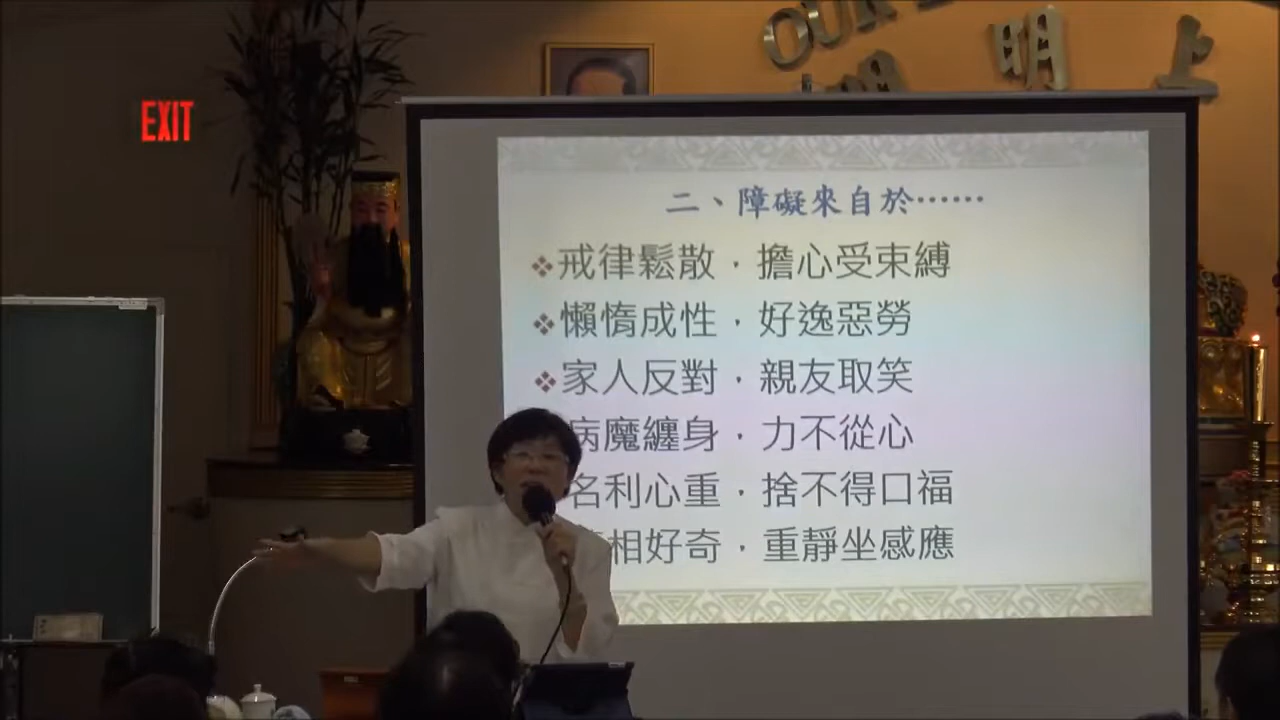 OUR
明 上
EXIT
二、障礙來自於……
戒律鬆散，擔心受束縛
懶惰成性，好逸惡勞
家人反對，親友取笑
病魔纏身，力不從心
名利心重，捨不得口福
相好奇，重靜坐感應